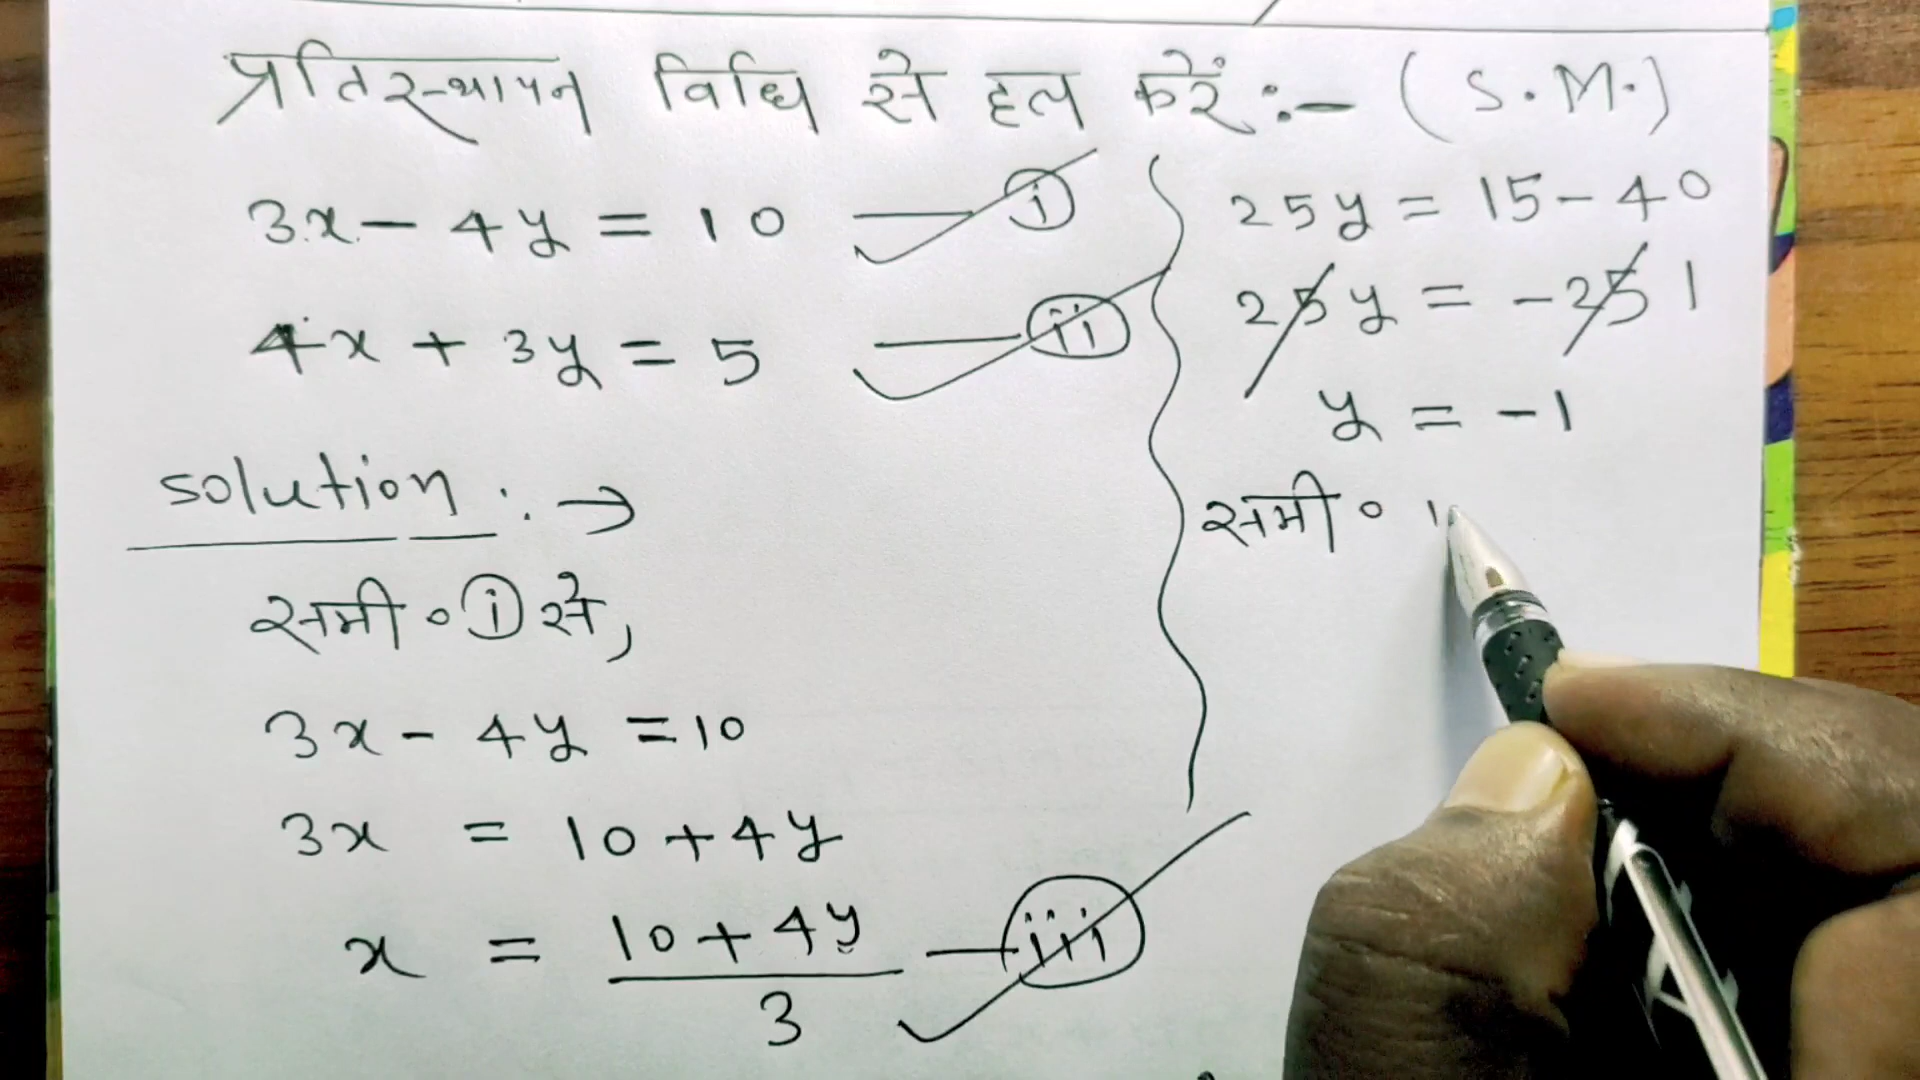 प्रतिस्थापन विधि से हल करें :- (S.M.)
3x - 4y = 10 — (i)
4x + 3y = 5 — (ii)
solution : →
समी० (i) से,
3x - 4y = 10
3x = 10 + 4y
x = 10 + 4y — (iii)
3
25y = 15 - 40
25y = -25 1
y = -1
समी०